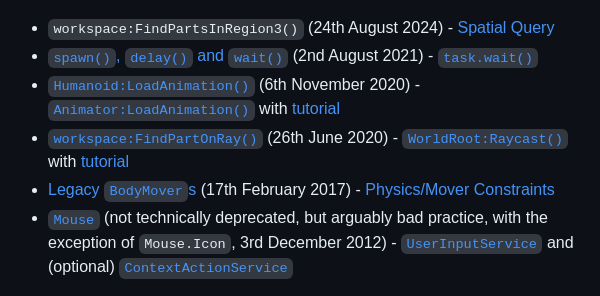 workspace:FindPartsInRegion3() (24th August 2024) - Spatial Query
spawn(), delay() and wait() (2nd August 2021) - task.wait()
Humanoid:LoadAnimation() (6th November 2020) -
Animator:LoadAnimation() with tutorial
workspace:FindPartOnRay() (26th June 2020) - WorldRoot:Raycast()
with tutorial
Legacy BodyMovers (17th February 2017) - Physics/Mover Constraints
Mouse (not technically deprecated, but arguably bad practice, with the
exception of Mouse.Icon, 3rd December 2012) - UserInputService and
(optional) ContextActionService